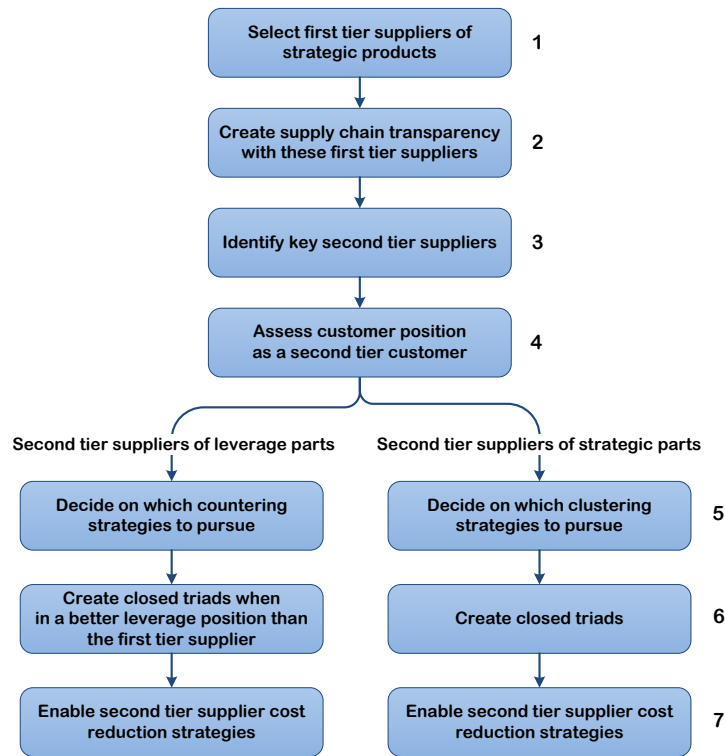 Select first tier suppliers of
strategic products
1
Create supply chain transparency
with these first tier suppliers
2
Identify key second tier suppliers
3
Assess customer position
as a second tier customer
4
Second tier suppliers of leverage parts
Second tier suppliers of strategic parts
Decide on which countering
strategies to pursue
Decide on which clustering
strategies to pursue
5
Create closed triads when
in a better leverage position than
the first tier supplier
Create closed triads
6
Enable second tier supplier cost
reduction strategies
Enable second tier supplier cost
reduction strategies
7